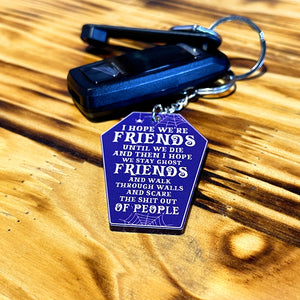 I HOPE WE'RE
FRIENDS
UNTIL WE DIE
AND THEN I HOPE
WE STAY GHOST
FRIENDS
AND WALK
THROUGH WALLS
AND SCARE
THE SHIT OUT
OF PEOPLE